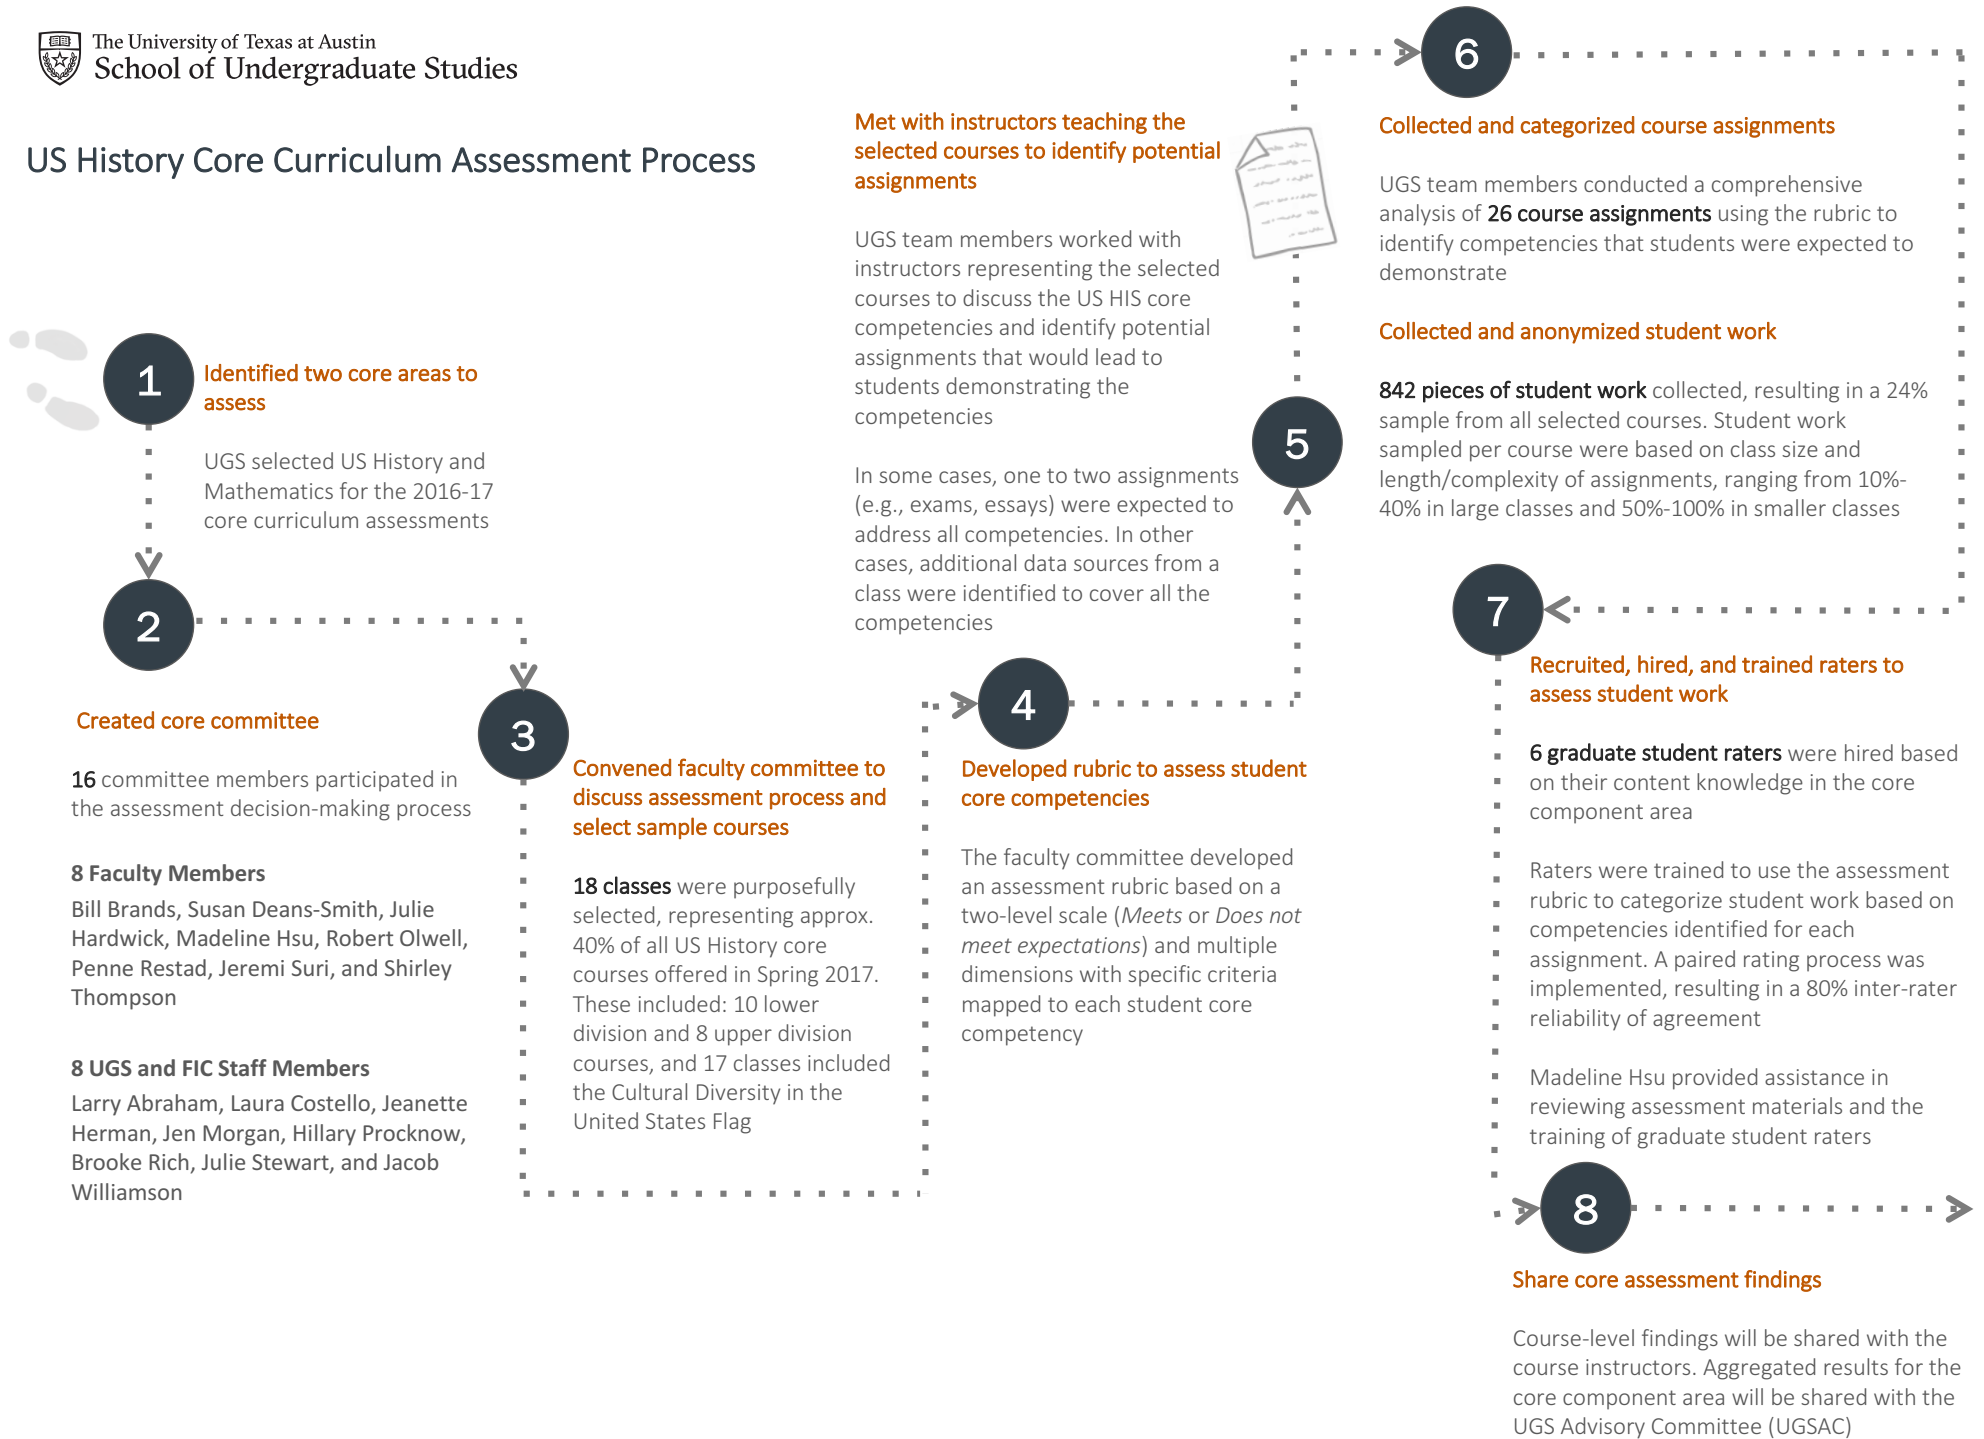 The University of Texas at Austin
School of Undergraduate Studies
US History Core Curriculum Assessment Process
1
Identified two core areas to
assess
UGS selected US History and
Mathematics for the 2016-17
core curriculum assessments
2
Created core committee
16 committee members participated in
the assessment decision-making process
8 Faculty Members
Bill Brands, Susan Deans-Smith, Julie
Hardwick, Madeline Hsu, Robert Olwell,
Penne Restad, Jeremi Suri, and Shirley
Thompson
8 UGS and FIC Staff Members
Larry Abraham, Laura Costello, Jeanette
Herman, Jen Morgan, Hillary Procknow,
Brooke Rich, Julie Stewart, and Jacob
Williamson
3
Convened faculty committee to
discuss assessment process and
select sample courses
18 classes were purposefully
selected, representing approx.
40% of all US History core
courses offered in Spring 2017.
These included: 10 lower
division and 8 upper division
courses, and 17 classes included
the Cultural Diversity in the
United States Flag
4
Developed rubric to assess student
core competencies
The faculty committee developed
an assessment rubric based on a
two-level scale (Meets or Does not
meet expectations) and multiple
dimensions with specific criteria
mapped to each student core
competency
5
Met with instructors teaching the
selected courses to identify potential
assignments
UGS team members worked with
instructors representing the selected
courses to discuss the US HIS core
competencies and identify potential
assignments that would lead to
students demonstrating the
competencies
In some cases, one to two assignments
(e.g., exams, essays) were expected to
address all competencies. In other
cases, additional data sources from a
class were identified to cover all the
competencies
6
Collected and categorized course assignments
UGS team members conducted a comprehensive
analysis of 26 course assignments using the rubric to
identify competencies that students were expected to
demonstrate
Collected and anonymized student work
842 pieces of student work collected, resulting in a 24%
sample from all selected courses. Student work
sampled per course were based on class size and
length/complexity of assignments, ranging from 10%-
40% in large classes and 50%-100% in smaller classes
7
Recruited, hired, and trained raters to
assess student work
6 graduate student raters were hired based
on their content knowledge in the core
component area
Raters were trained to use the assessment
rubric to categorize student work based on
competencies identified for each
assignment. A paired rating process was
implemented, resulting in a 80% inter-rater
reliability of agreement
Madeline Hsu provided assistance in
reviewing assessment materials and the
training of graduate student raters
8
Share core assessment findings
Course-level findings will be shared with the
course instructors. Aggregated results for the
core component area will be shared with the
UGS Advisory Committee (UGSAC)